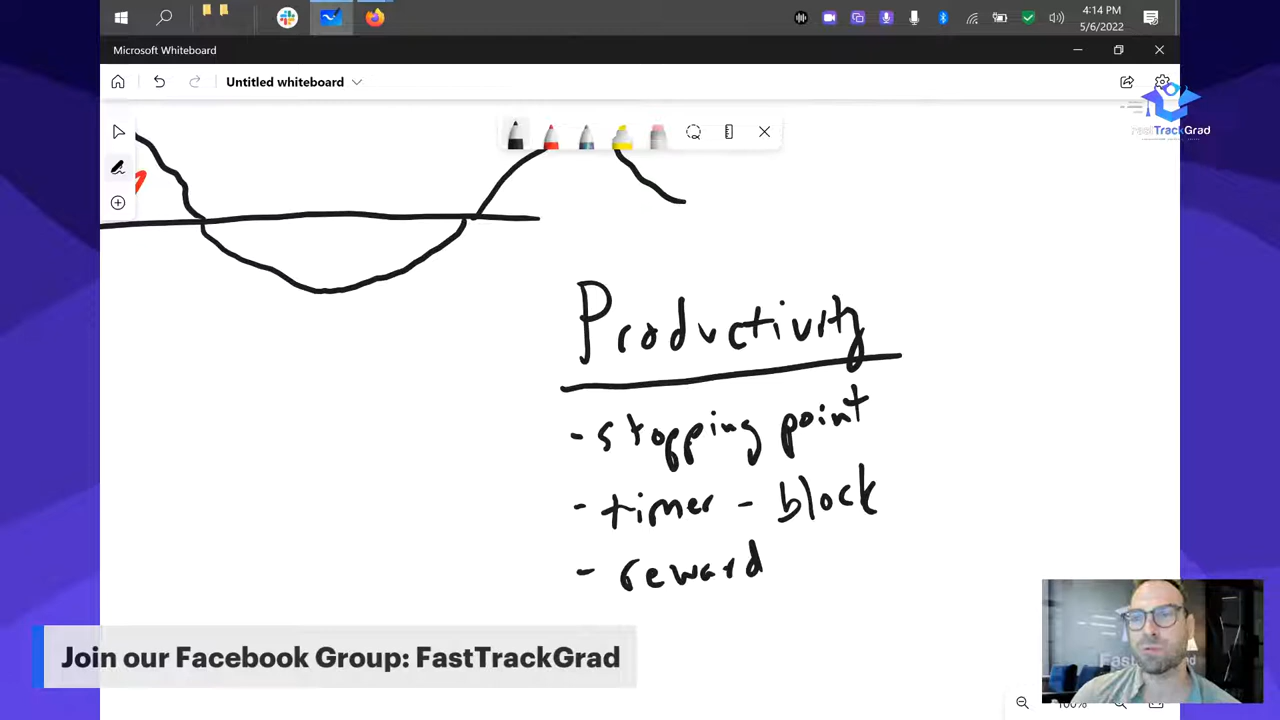 4:14 PM
5/6/2022
Microsoft Whiteboard
Untitled whiteboard
FastTrackGrad
Productivity
- stopping point
- timer - block
- reward
Join our Facebook Group: FastTrackGrad
100%